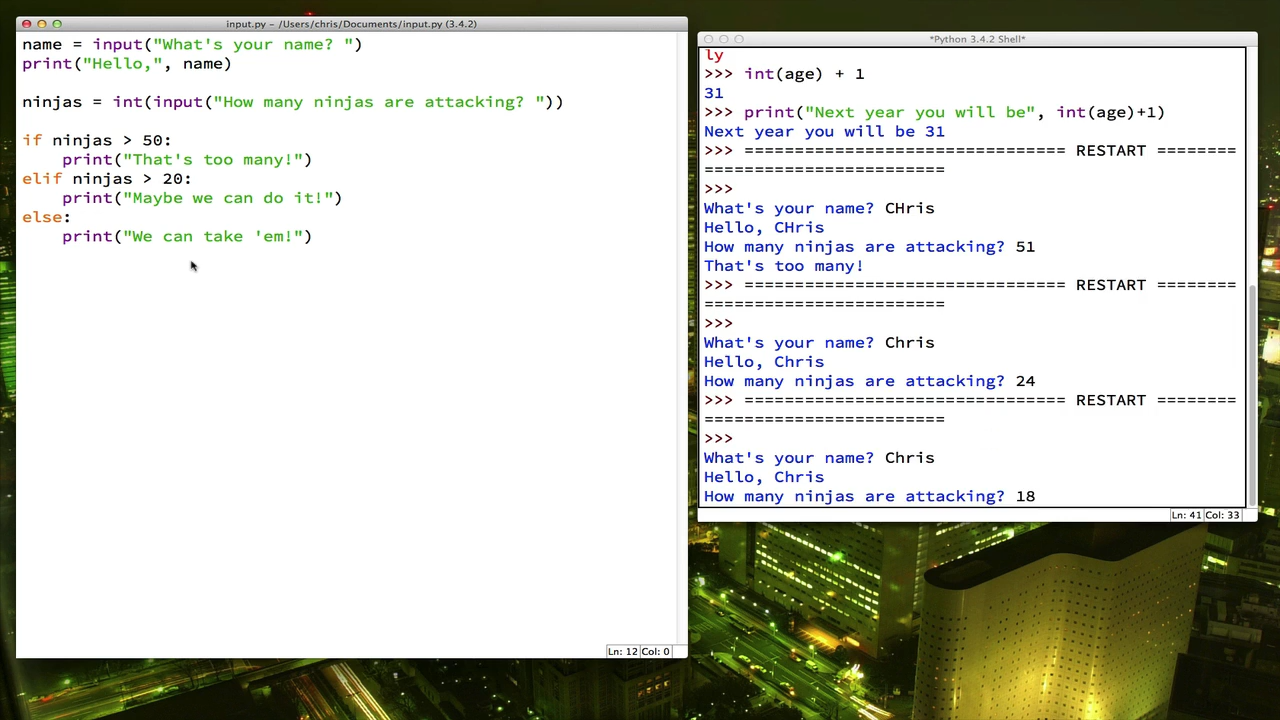 input.py - /Users/chris/Documents/input.py (3.4.2)
name = input("What's your name? ")
print("Hello,", name)
ninjas = int(input("How many ninjas are attacking? "))
if ninjas > 50:
    print("That's too many!")
elif ninjas > 20:
    print("Maybe we can do it!")
else:
    print("We can take 'em!")
Ln: 12 Col: 0
*Python 3.4.2 Shell*
ly
>>> int(age) + 1
31
>>> print("Next year you will be", int(age)+1)
Next year you will be 31
>>> ================================ RESTART ========
========================
>>>
What's your name? CHris
Hello, CHris
How many ninjas are attacking? 51
That's too many!
>>> ================================ RESTART ========
========================
>>>
What's your name? Chris
Hello, Chris
How many ninjas are attacking? 24
>>> ================================ RESTART ========
========================
>>>
What's your name? Chris
Hello, Chris
How many ninjas are attacking? 18
Ln: 41 Col: 33